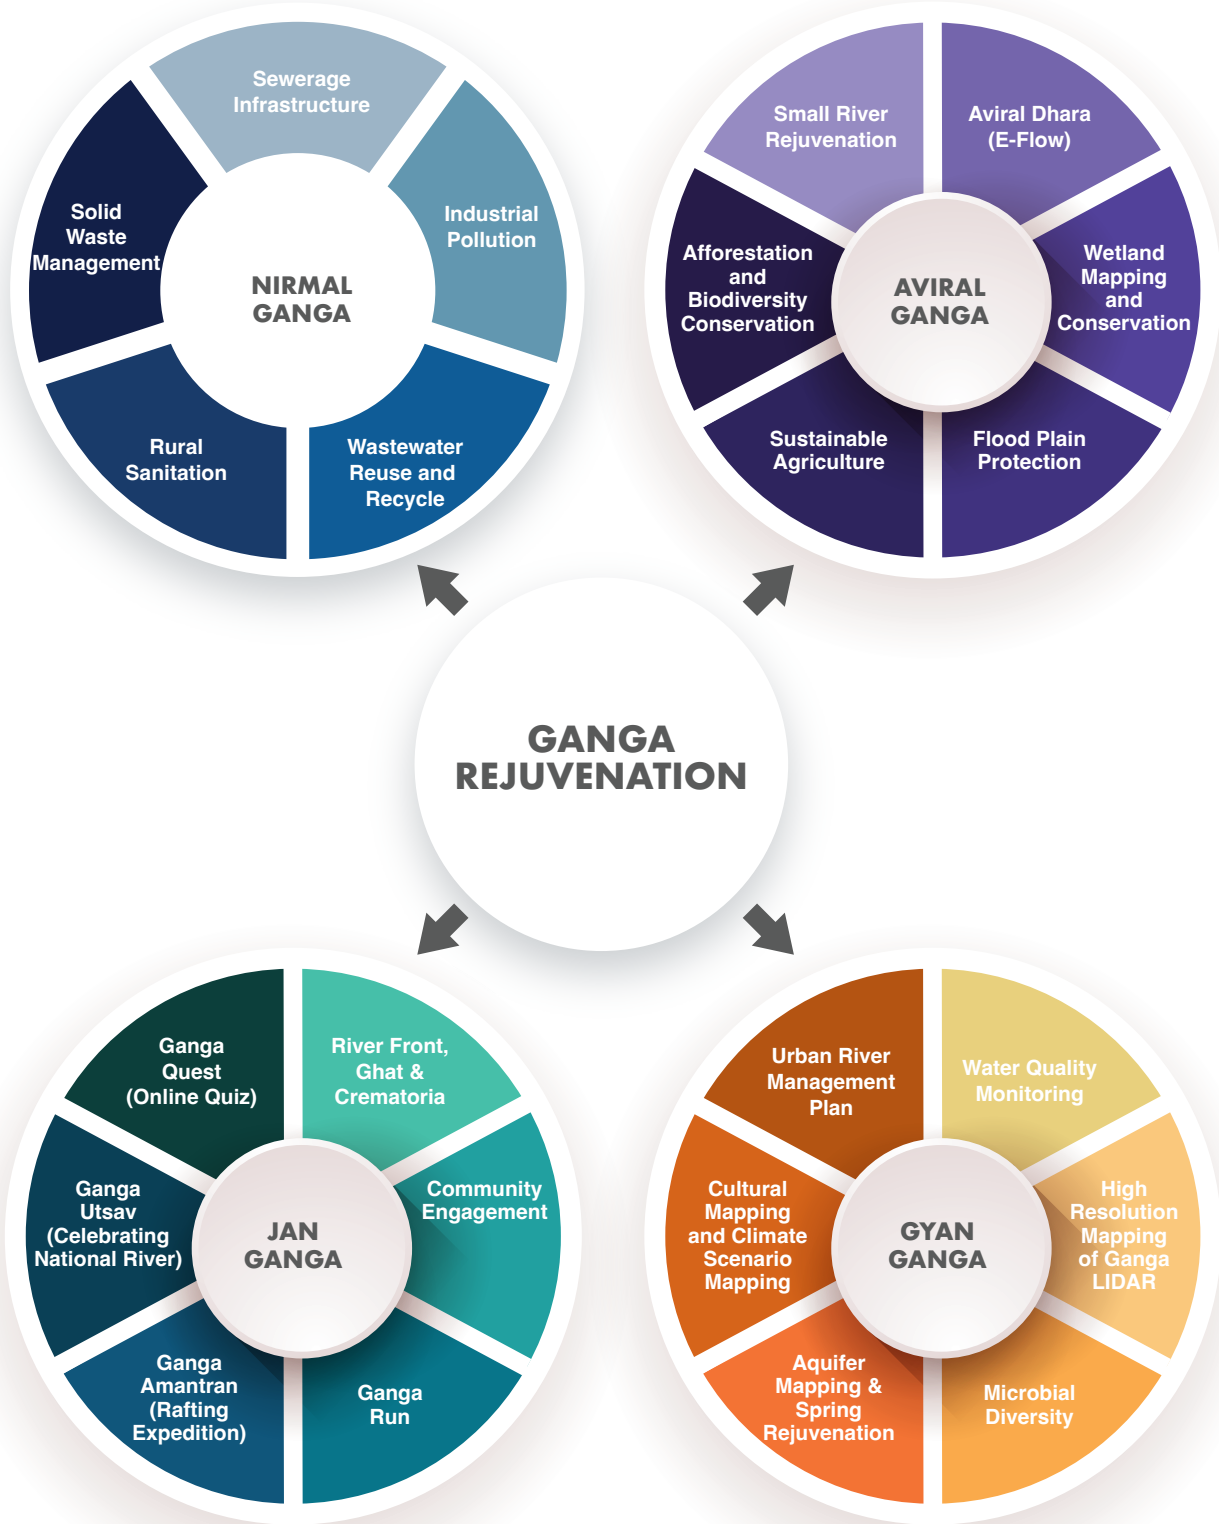 Sewerage
Infrastructure
Industrial
Pollution
Wastewater
Reuse and
Recycle
Rural
Sanitation
Solid
Waste
Management
NIRMAL
GANGA
Small River
Rejuvenation
Aviral Dhara
(E-Flow)
Wetland
Mapping
and
Conservation
Flood Plain
Protection
Sustainable
Agriculture
Afforestation
and
Biodiversity
Conservation
AVIRAL
GANGA
GANGA
REJUVENATION
Ganga
Quest
(Online Quiz)
River Front,
Ghat &
Crematoria
Community
Engagement
Ganga
Run
Ganga
Amantran
(Rafting
Expedition)
Ganga
Utsav
(Celebrating
National River)
JAN
GANGA
Urban River
Management
Plan
Water Quality
Monitoring
High
Resolution
Mapping
of Ganga
LIDAR
Microbial
Diversity
Aquifer
Mapping &
Spring
Rejuvenation
Cultural
Mapping
and Climate
Scenario
Mapping
GYAN
GANGA